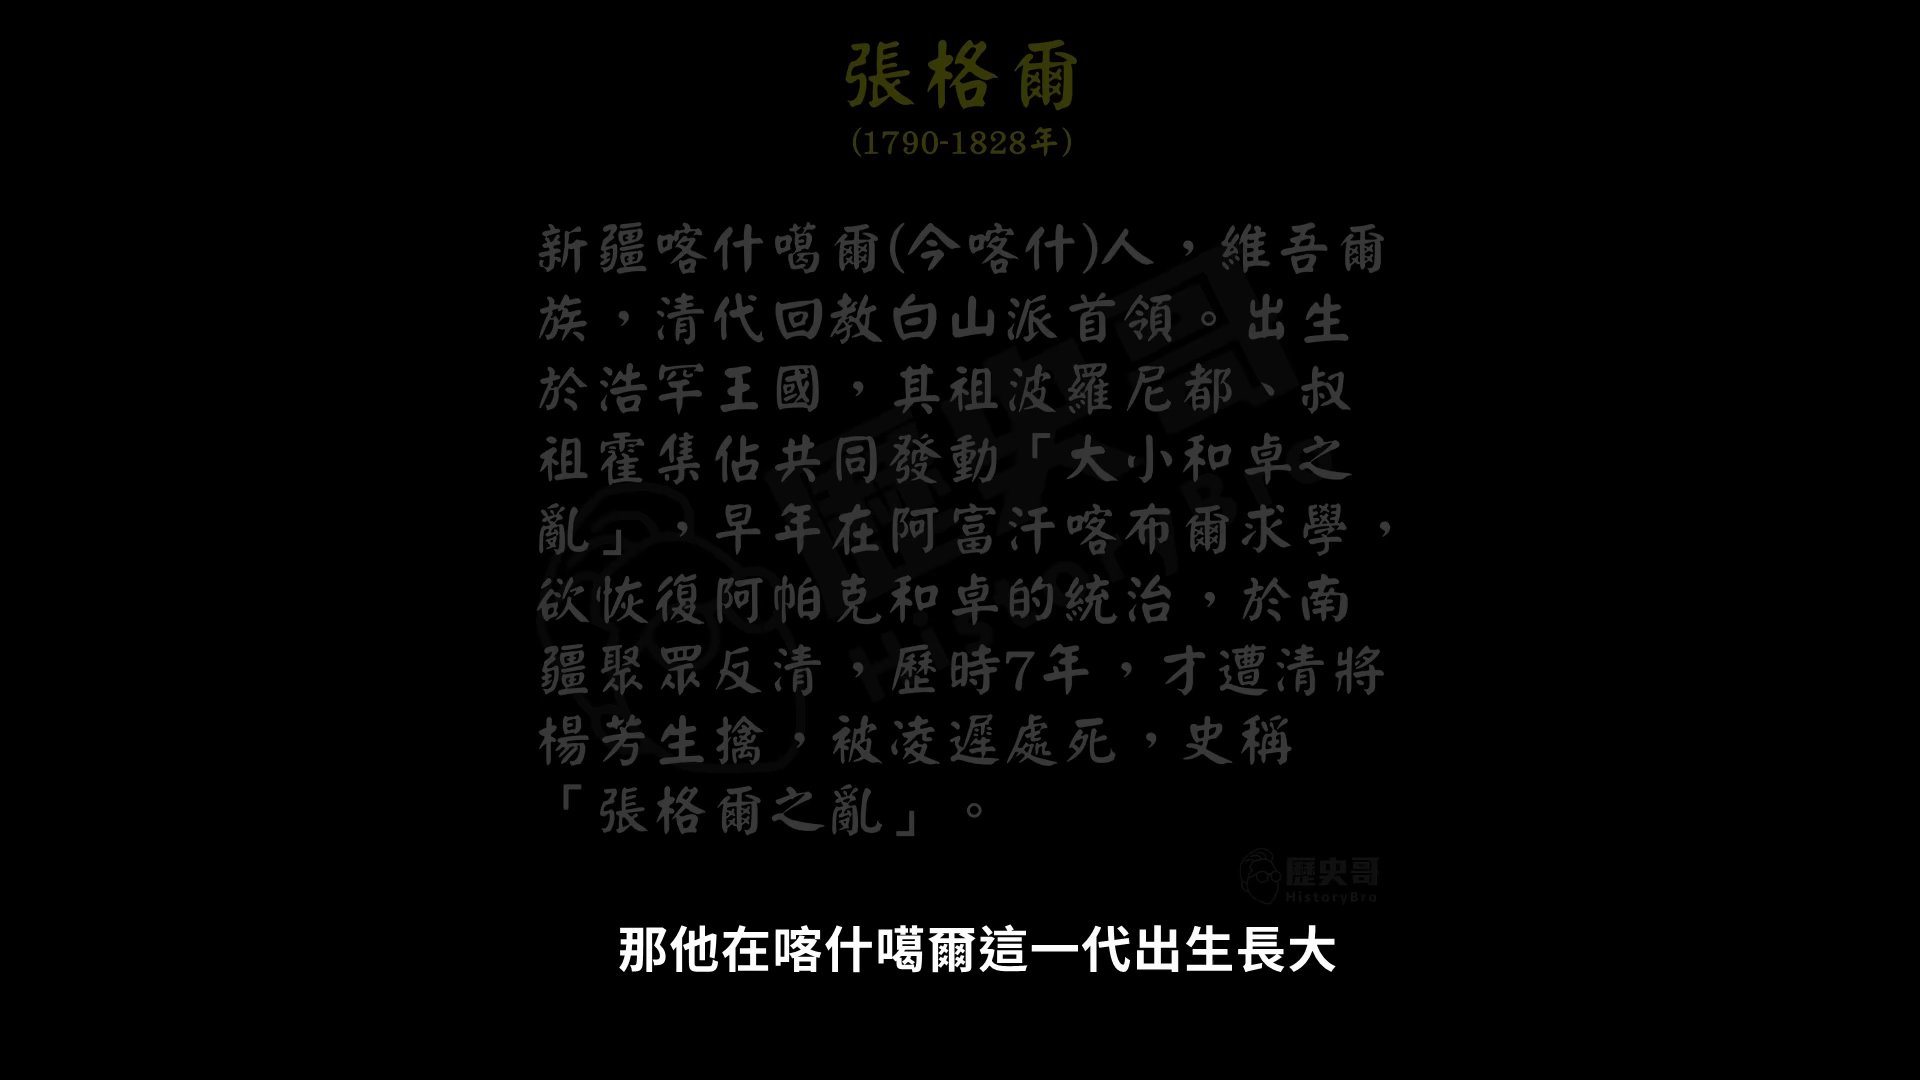 張格爾
(1790-1828年)
新疆喀什噶爾(今喀什)人，維吾爾
族，清代回教白山派首領。出生
於浩罕王國，其祖波羅尼都、叔
祖霍集佔共同發動「大小和卓之
亂」，早年在阿富汗喀布爾求學，
欲恢復阿帕克和卓的統治，於南
疆聚眾反清，歷時7年，才遭清將
楊芳生擒，被凌遲處死，史稱
「張格爾之亂」。
歷史哥
HistoryBro
歷史哥
HistoryBro
那他在喀什噶爾這一代出生長大